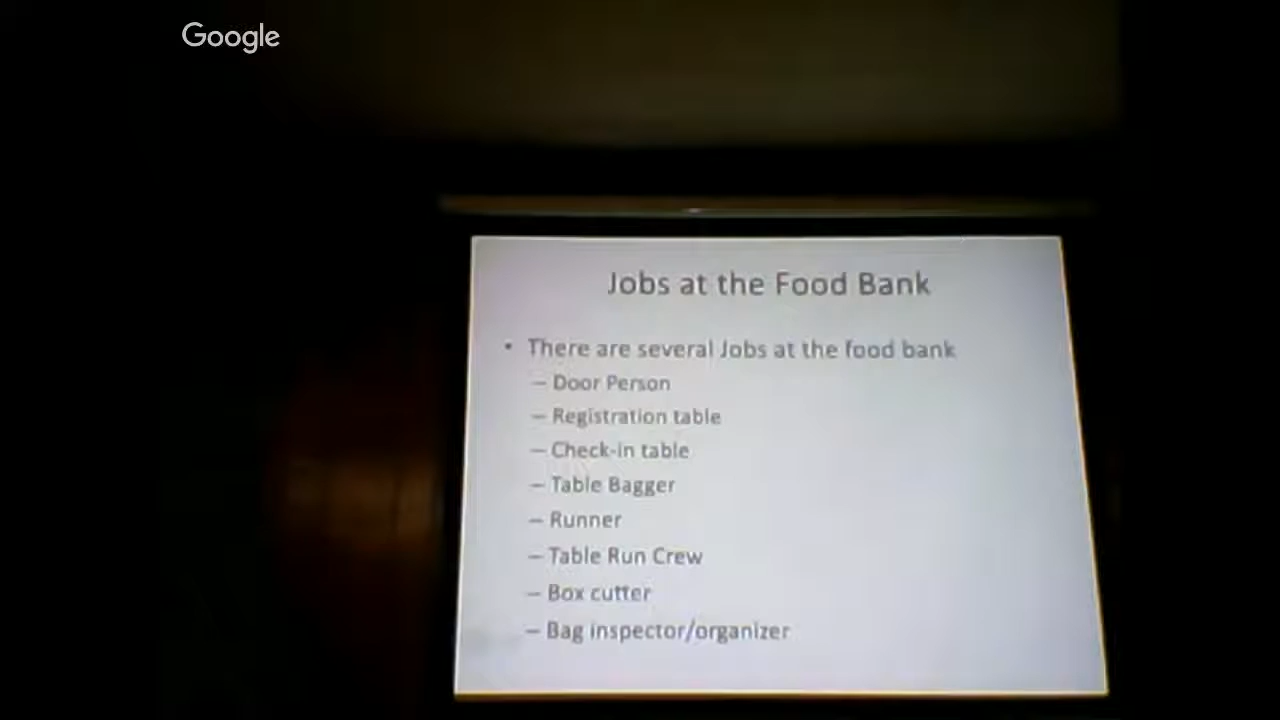 Google
Jobs at the Food Bank
• There are several Jobs at the food bank
– Door Person
– Registration table
– Check-in table
– Table Bagger
– Runner
– Table Run Crew
– Box cutter
– Bag inspector/organizer